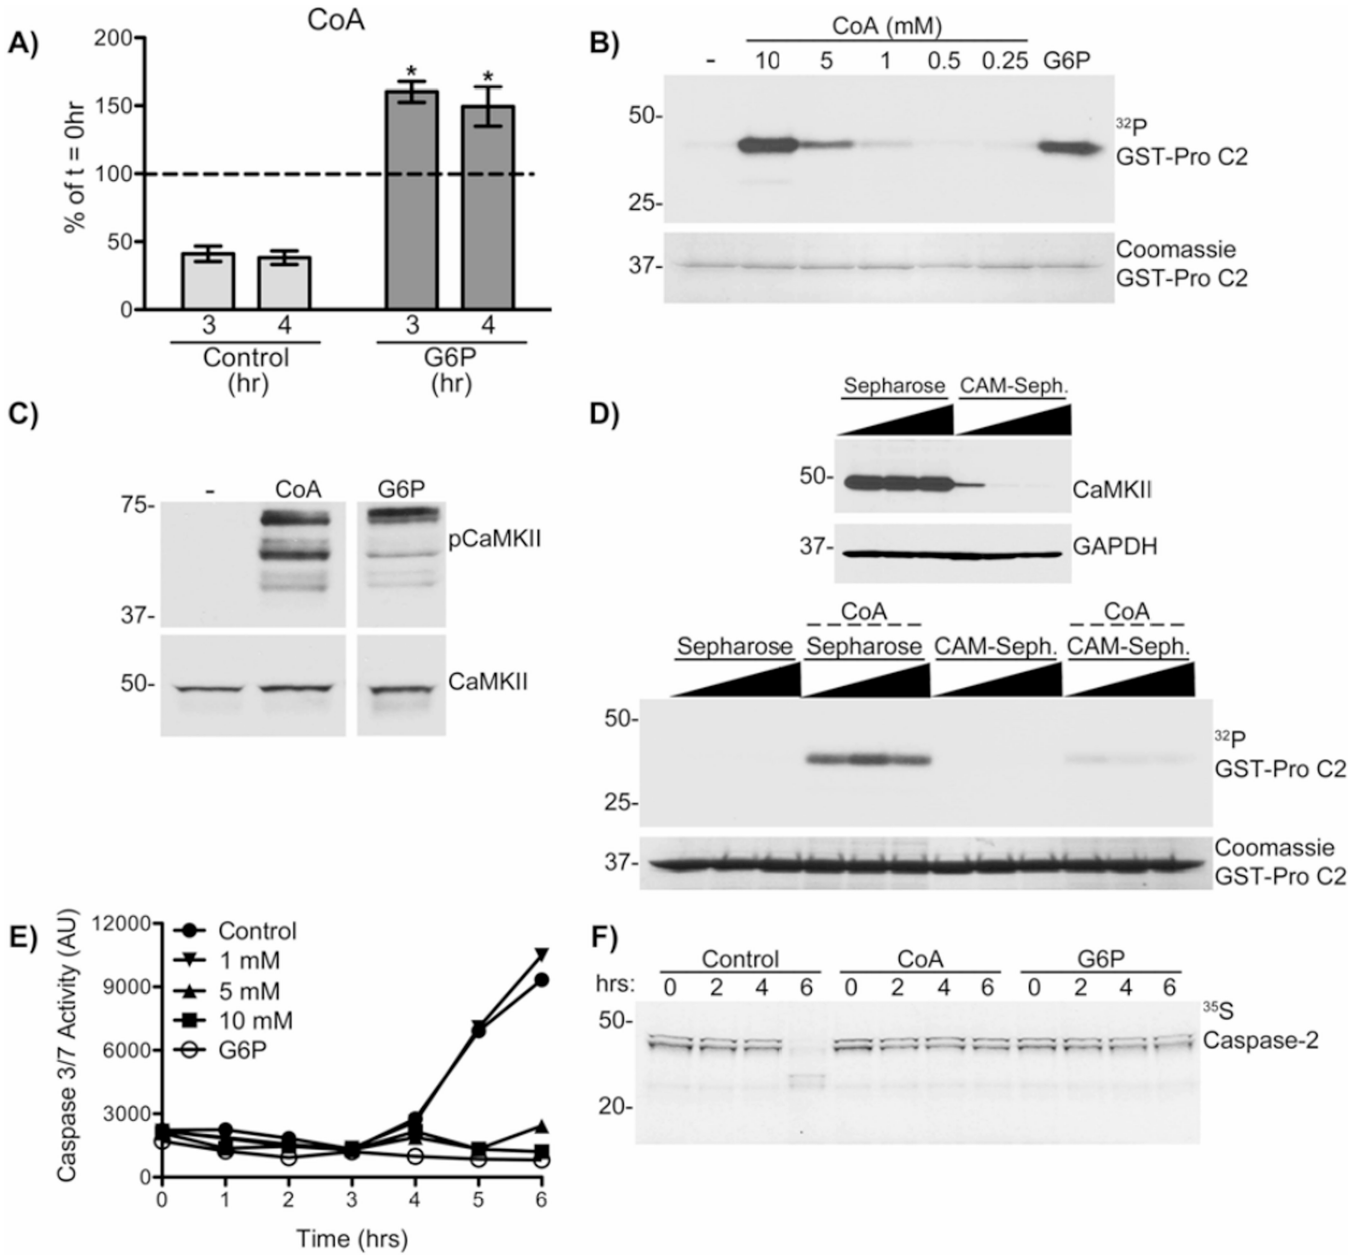 A)
CoA
% of t = 0hr
200
150
100
50
0
*
*
3 4 3 4
Control
(hr)
G6P
(hr)
B)
CoA (mM)
- 10 5 1 0.5 0.25 G6P
50-
25-
³²P
GST-Pro C2
37-
Coomassie
GST-Pro C2
C)
- CoA G6P
75-
pCaMKII
37-
50-
CaMKII
D)
Sepharose CAM-Seph.
50-
CaMKII
37-
GAPDH
CoA CoA
Sepharose Sepharose CAM-Seph. CAM-Seph.
50-
³²P
GST-Pro C2
25-
37-
Coomassie
GST-Pro C2
E)
Caspase 3/7 Activity (AU)
12000
9000
6000
3000
0
Control
1 mM
5 mM
10 mM
G6P
0 1 2 3 4 5 6
Time (hrs)
F)
Control CoA G6P
hrs: 0 2 4 6 0 2 4 6 0 2 4 6
50-
³⁵S
Caspase-2
20-